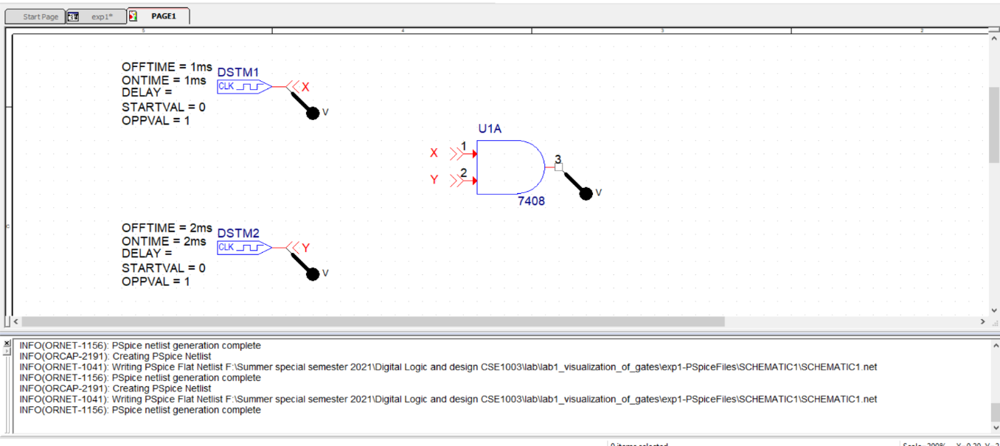 Start Page
exp1*
PAGE1
5
4
3
2
OFFTIME = 1ms
DSTM1
ONTIME = 1ms
CLK
X
DELAY =
V
STARTVAL = 0
OPPVAL = 1
U1A
X
1
3
Y
2
V
7408
C
OFFTIME = 2ms
DSTM2
ONTIME = 2ms
CLK
Y
DELAY =
V
STARTVAL = 0
OPPVAL = 1
INFO(ORNET-1156): PSpice netlist generation complete
INFO(ORCAP-2191): Creating PSpice Netlist
INFO(ORNET-1041): Writing PSpice Flat Netlist F:\Summer special semester 2021\Digital Logic and design CSE1003\lab\lab1_visualization_of_gates\exp1-PSpiceFiles\SCHEMATIC1\SCHEMATIC1.net
INFO(ORNET-1156): PSpice netlist generation complete
INFO(ORCAP-2191): Creating PSpice Netlist
INFO(ORNET-1041): Writing PSpice Flat Netlist F:\Summer special semester 2021\Digital Logic and design CSE1003\lab\lab1_visualization_of_gates\exp1-PSpiceFiles\SCHEMATIC1\SCHEMATIC1.net
INFO(ORNET-1156): PSpice netlist generation complete
0 items selected